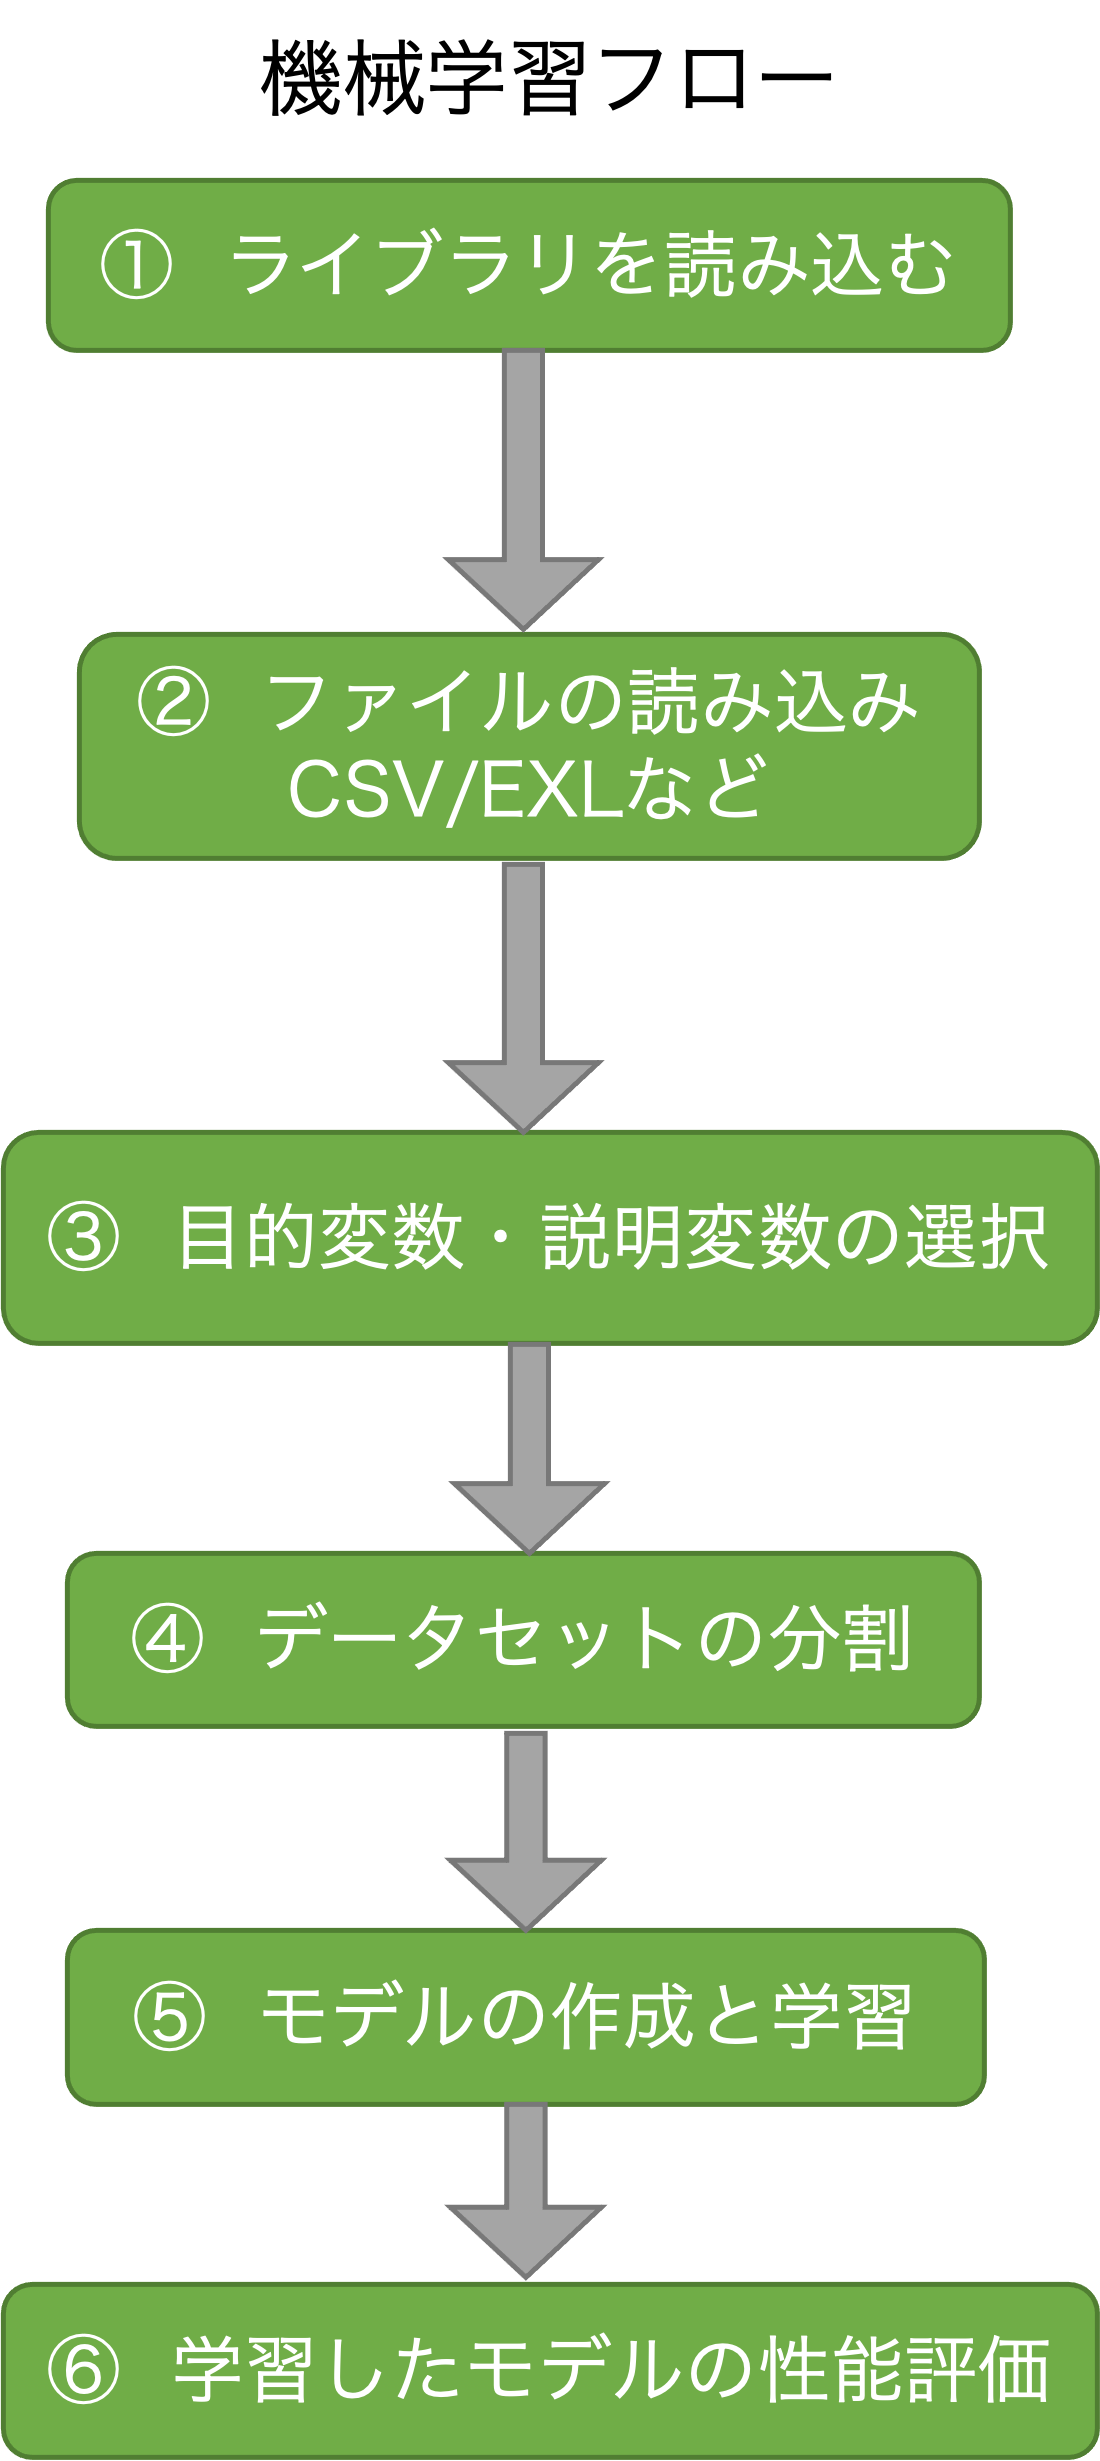 機械学習フロー
① ライブラリを読み込む
② ファイルの読み込み
CSV/EXLなど
③ 目的変数・説明変数の選択
④ データセットの分割
⑤ モデルの作成と学習
⑥ 学習したモデルの性能評価